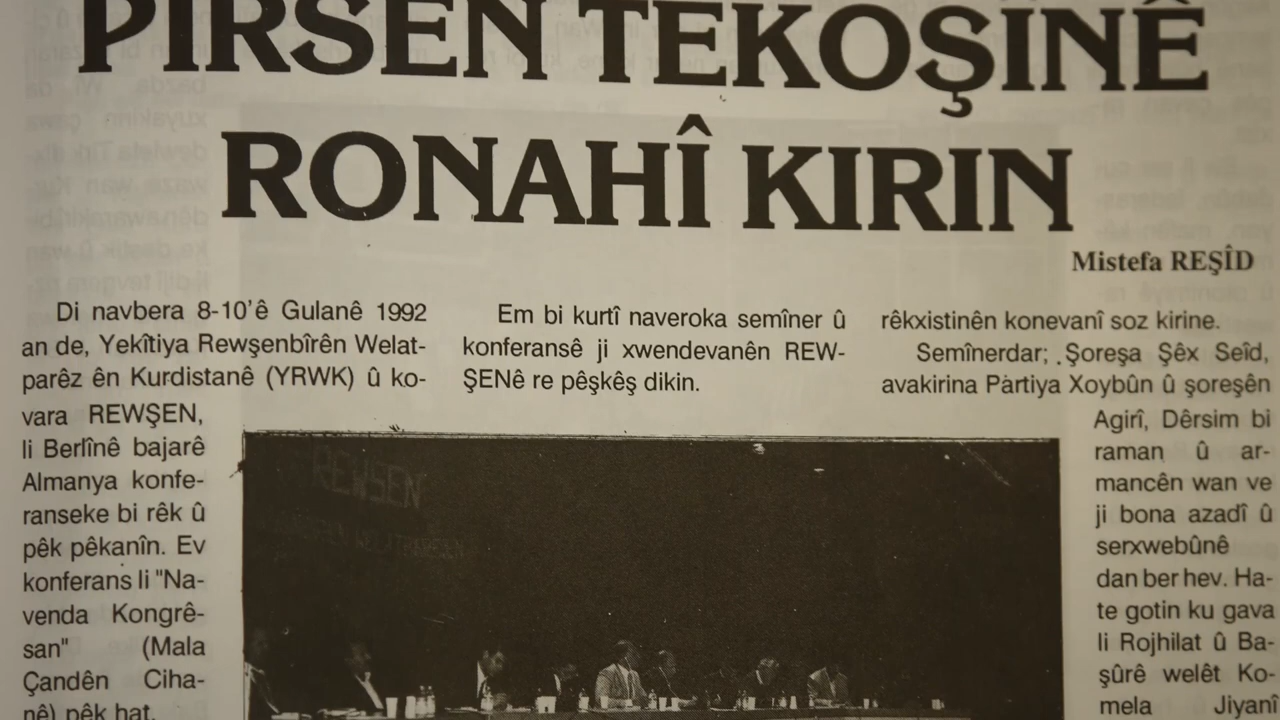 PIRSÊN TEKOŞÎNÊ
RONAHÎ KIRIN
Mistefa REŞÎD
Di navbera 8-10'ê Gulanê 1992
an de, Yekîtiya Rewşenbîrên Welat-
parêz ên Kurdistanê (YRWK) û ko-
vara REWŞEN,
li Berlînê bajarê
Almanya konfe-
ranseke bi rêk û
pêk pêkanîn. Ev
konferans li "Na-
venda Kongrê-
san" (Mala
Çandên Ciha-
nê) pêk hat.
Em bi kurtî naveroka semîner û
konferansê ji xwendevanên REW-
ŞENê re pêşkêş dikin.
REWŞEN
rêkxistinên konevanî soz kirine.
Semînerdar; Şoreşa Şêx Seîd,
avakirina Partiya Xoybûn û şoreşên
Agirî, Dêrsim bi
raman û ar-
mancên wan ve
ji bona azadî û
serxwebûnê
dan ber hev. Ha-
te gotin ku gava
li Rojhilat û Ba-
şûrê welêt Ko-
mela Jiyanî